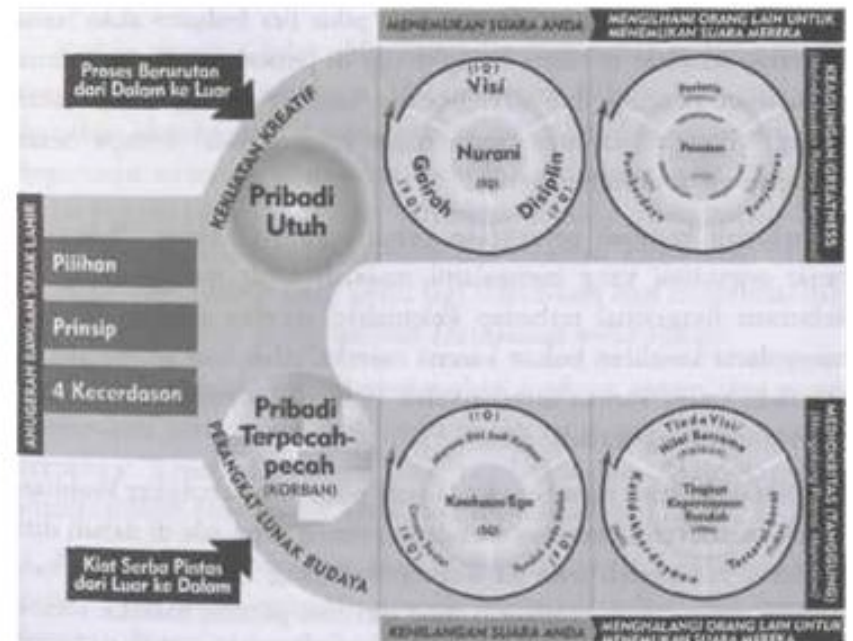 MENEMUKAN SUARA ANDA
MENGILHAMI ORANG LAIN UNTUK
MENEMUKAN SUARA MEREKA
Proses Berurutan
dari Dalam ke Luar
KEKUATAN KREATIF
Pribadi
Utuh
(IQ)
Visi
Nurani
(SQ)
Gairah
(EQ)
Disiplin
(PQ)
Perintis
Panutan
Pemberdaya
Penyelaras
KEAGUNGAN GREATNESS
ANUGERAH BAWAAN SEJAK LAHIR
Pilihan
Prinsip
4 Kecerdasan
Pribadi
Terpecah-
pecah
(KORBAN)
PERANGKAT LUNAK BUDAYA
Kiat Serba Pintas
dari Luar ke Dalam
(IQ)
(SQ)
(EQ)
(PQ)
Tiada Visi/
Nilai Bersama
Tingkat
Kepercayaan
Rendah
Ketidakberdayaan
MEDIOKRITAS (TANGGUNG)
KEHILANGAN SUARA ANDA
MENGHALANGI ORANG LAIN UNTUK
MENEMUKAN SUARA MEREK